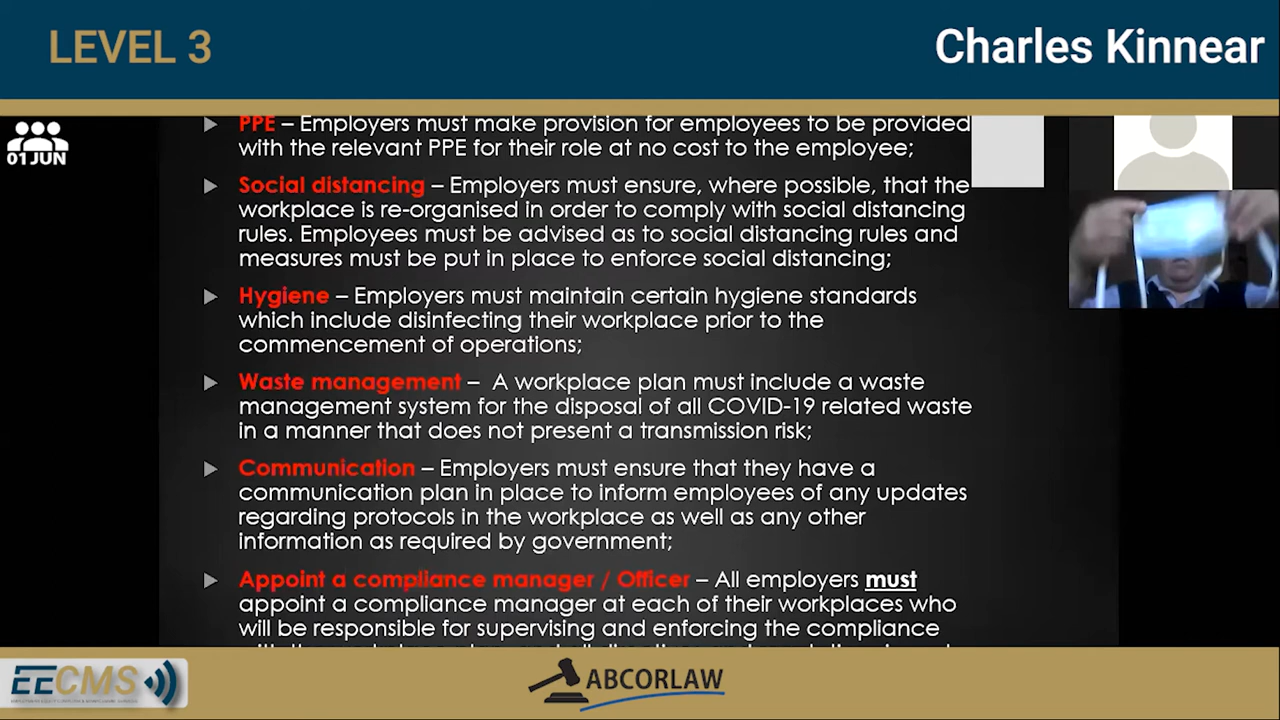 LEVEL 3
Charles Kinnear
01 JUN
PPE – Employers must make provision for employees to be provided
with the relevant PPE for their role at no cost to the employee;
Social distancing – Employers must ensure, where possible, that the
workplace is re-organised in order to comply with social distancing
rules. Employees must be advised as to social distancing rules and
measures must be put in place to enforce social distancing;
Hygiene – Employers must maintain certain hygiene standards
which include disinfecting their workplace prior to the
commencement of operations;
Waste management – A workplace plan must include a waste
management system for the disposal of all COVID-19 related waste
in a manner that does not present a transmission risk;
Communication – Employers must ensure that they have a
communication plan in place to inform employees of any updates
regarding protocols in the workplace as well as any other
information as required by government;
Appoint a compliance manager / Officer – All employers must
appoint a compliance manager at each of their workplaces who
will be responsible for supervising and enforcing the compliance
EECMS
ABCORLAW